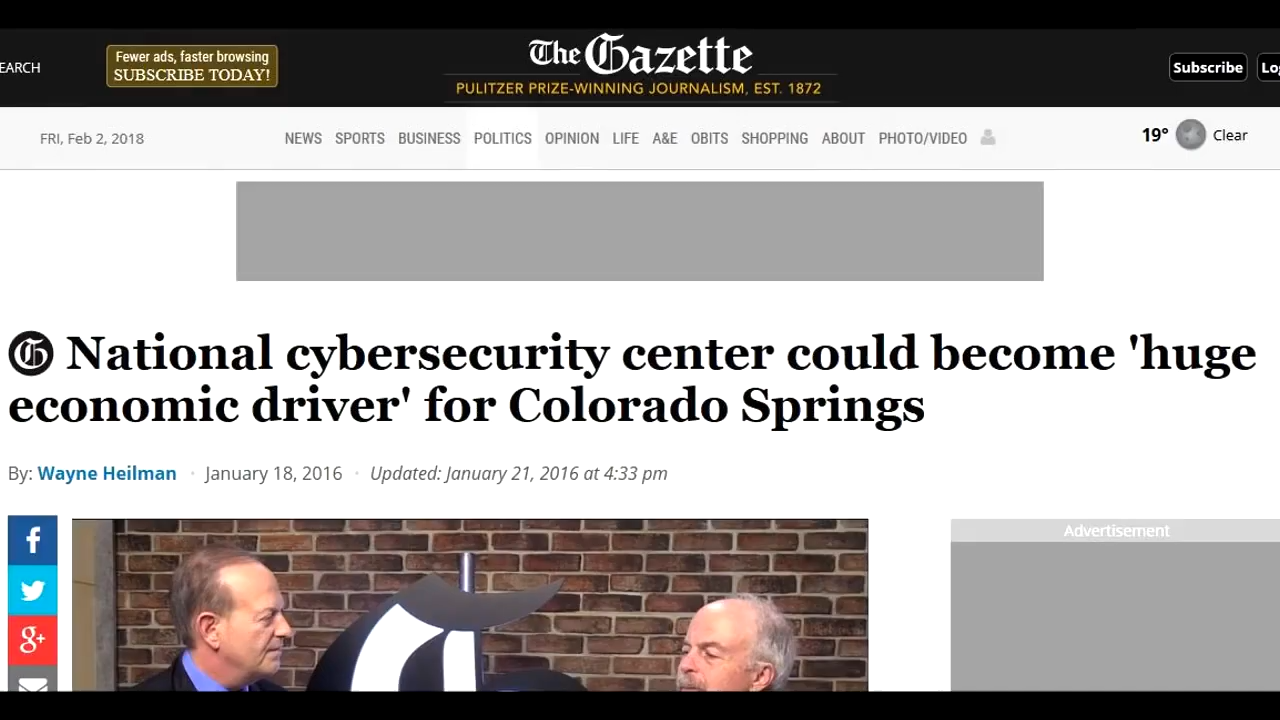 EARCH
Fewer ads, faster browsing
SUBSCRIBE TODAY!
The Gazette
PULITZER PRIZE-WINNING JOURNALISM, EST. 1872
Subscribe
Lo
FRI, Feb 2, 2018
NEWS SPORTS BUSINESS POLITICS OPINION LIFE A&E OBITS SHOPPING ABOUT PHOTO/VIDEO
19° Clear
G National cybersecurity center could become 'huge
economic driver' for Colorado Springs
By: Wayne Heilman · January 18, 2016 · Updated: January 21, 2016 at 4:33 pm
f
g+
Advertisement